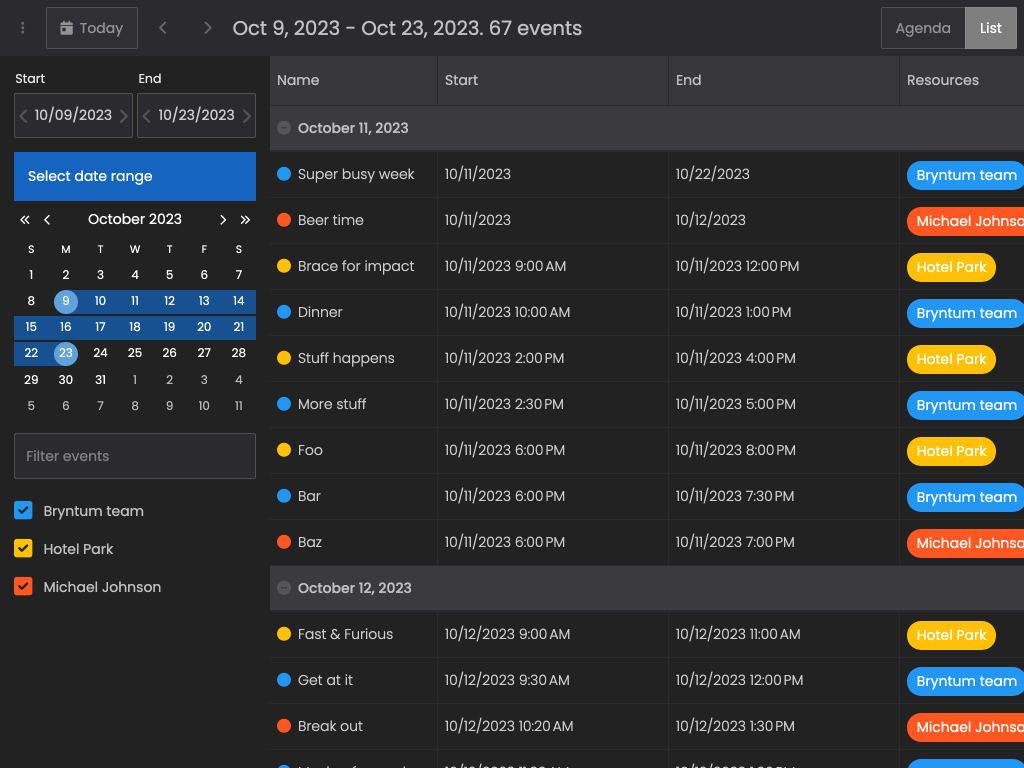 Today
Oct 9, 2023 - Oct 23, 2023. 67 events
Agenda
List
Start
End
10/09/2023
10/23/2023
Select date range
October 2023
S M T W T F S
1 2 3 4 5 6 7
8 9 10 11 12 13 14
15 16 17 18 19 20 21
22 23 24 25 26 27 28
29 30 31 1 2 3 4
5 6 7 8 9 10 11
Filter events
Bryntum team
Hotel Park
Michael Johnson
Name Start End Resources
October 11, 2023
Super busy week 10/11/2023 10/22/2023 Bryntum team
Beer time 10/11/2023 10/12/2023 Michael Johnso
Brace for impact 10/11/2023 9:00 AM 10/11/2023 12:00 PM Hotel Park
Dinner 10/11/2023 10:00 AM 10/11/2023 1:00 PM Bryntum team
Stuff happens 10/11/2023 2:00 PM 10/11/2023 4:00 PM Hotel Park
More stuff 10/11/2023 2:30 PM 10/11/2023 5:00 PM Bryntum team
Foo 10/11/2023 6:00 PM 10/11/2023 8:00 PM Hotel Park
Bar 10/11/2023 6:00 PM 10/11/2023 7:30 PM Bryntum team
Baz 10/11/2023 6:00 PM 10/11/2023 7:00 PM Michael Johnso
October 12, 2023
Fast & Furious 10/12/2023 9:00 AM 10/12/2023 11:00 AM Hotel Park
Get at it 10/12/2023 9:30 AM 10/12/2023 12:00 PM Bryntum team
Break out 10/12/2023 10:20 AM 10/12/2023 1:30 PM Michael Johnso